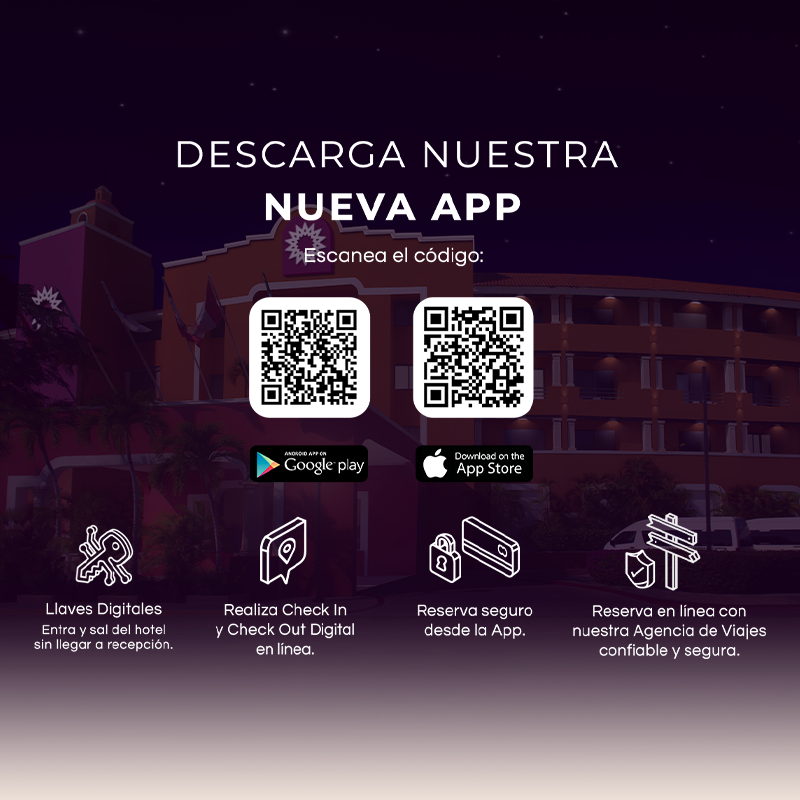 DESCARGA NUESTRA
NUEVA APP
Escanea el código:
ANDROID APP ON
Google play
Download on the
App Store
Llaves Digitales
Entra y sal del hotel
sin llegar a recepción.
Realiza Check In
y Check Out Digital
en línea.
Reserva seguro
desde la App.
Reserva en línea con
nuestra Agencia de Viajes
confiable y segura.